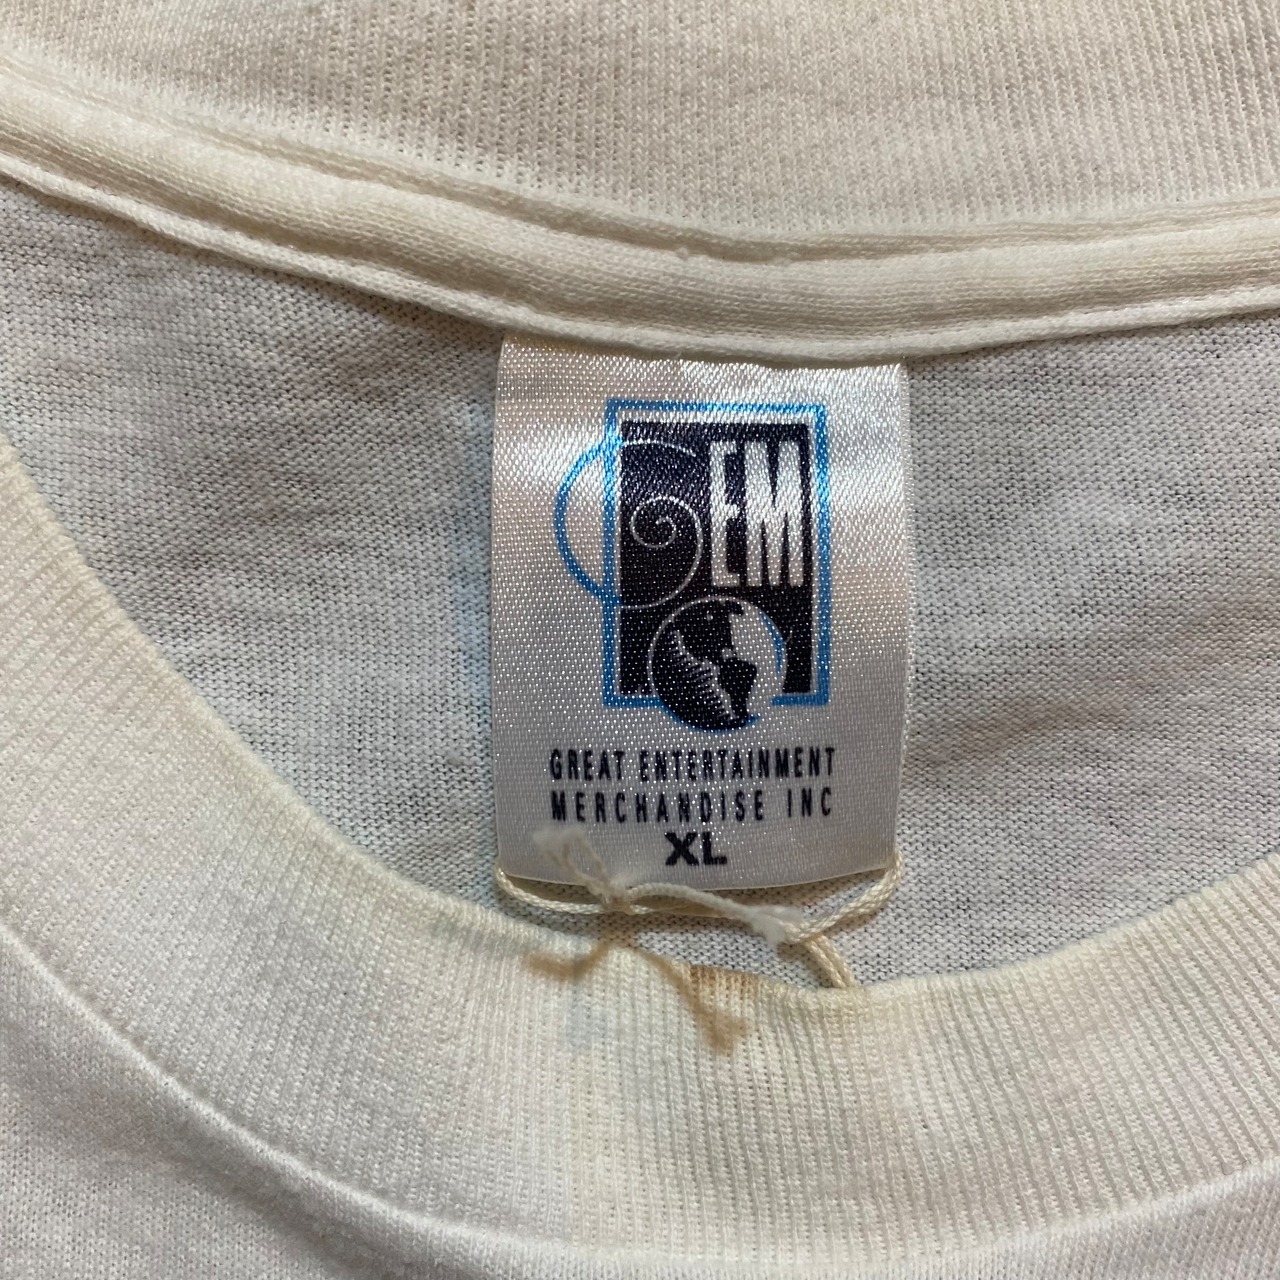 GEM
GREAT ENTERTAINMENT
MERCHANDISE INC
XL